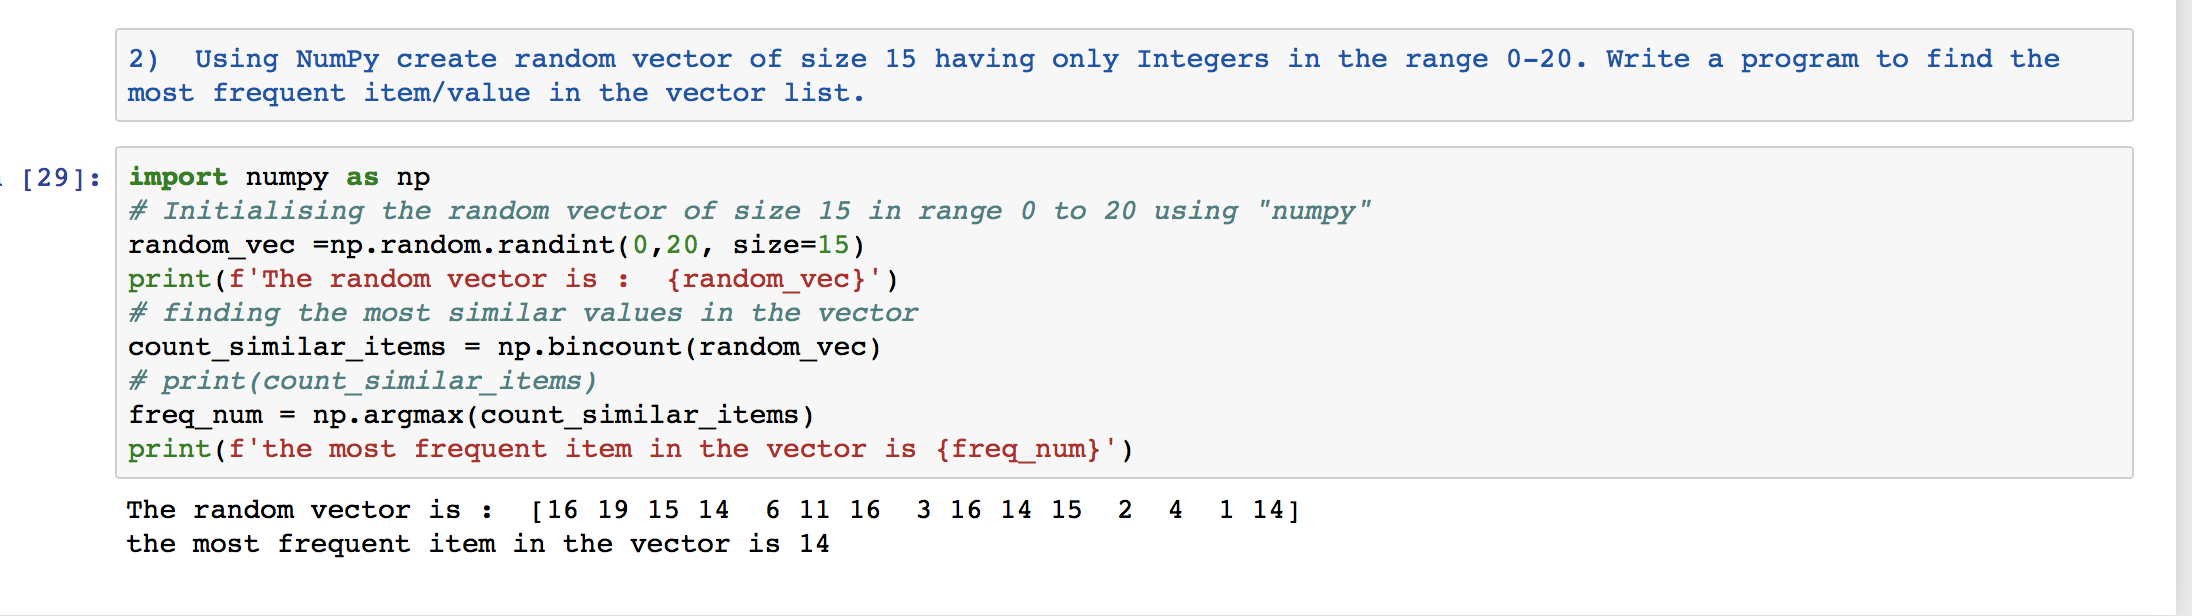 2)  Using NumPy create random vector of size 15 having only Integers in the range 0-20. Write a program to find the
most frequent item/value in the vector list.
[29]:
import numpy as np
# Initialising the random vector of size 15 in range 0 to 20 using "numpy"
random_vec =np.random.randint(0,20, size=15)
print(f'The random vector is :  {random_vec}')
# finding the most similar values in the vector
count_similar_items = np.bincount(random_vec)
# print(count_similar_items)
freq_num = np.argmax(count_similar_items)
print(f'the most frequent item in the vector is {freq_num}')
The random vector is :  [16 19 15 14  6 11 16  3 16 14 15  2  4  1 14]
the most frequent item in the vector is 14